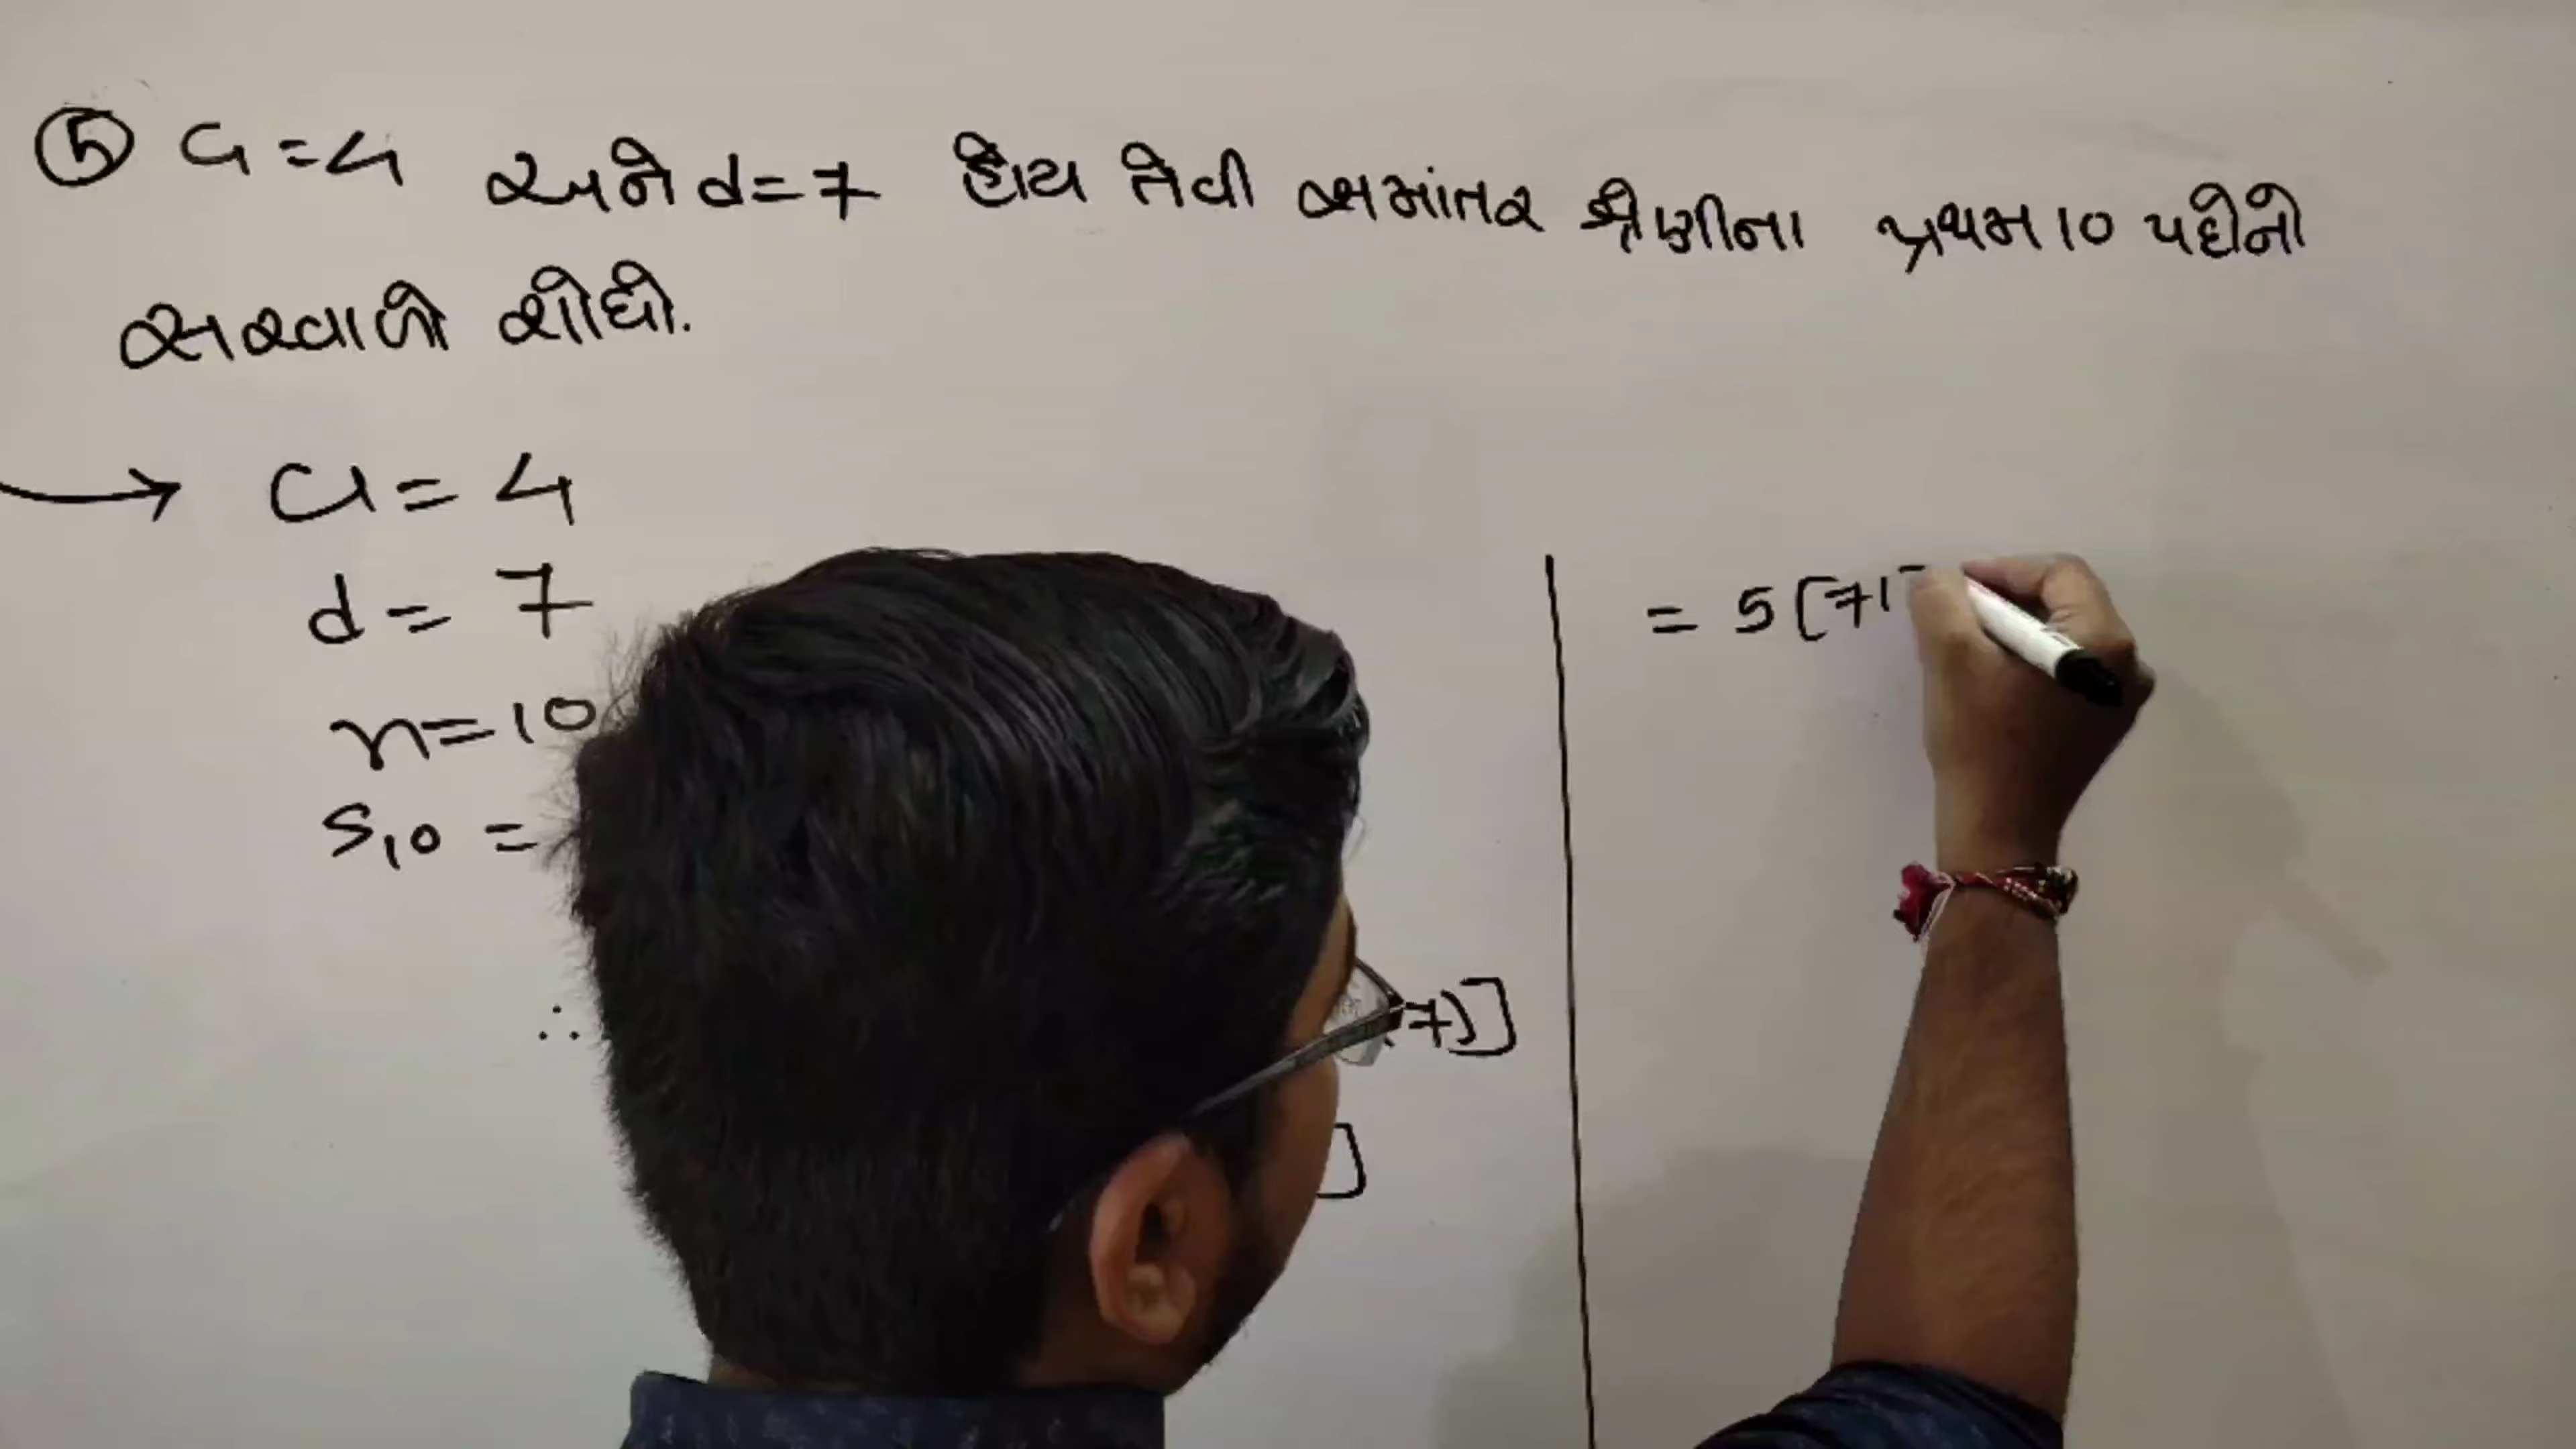 ⑤ a=4 અને d=7 હોય તેવી સમાંતર શ્રેણીના પ્રથમ 10 પદોનો
સરવાળો શોધો.
→ a = 4
d = 7
n = 10
S₁₀ =
∴
7)]
]
= 5 [71]